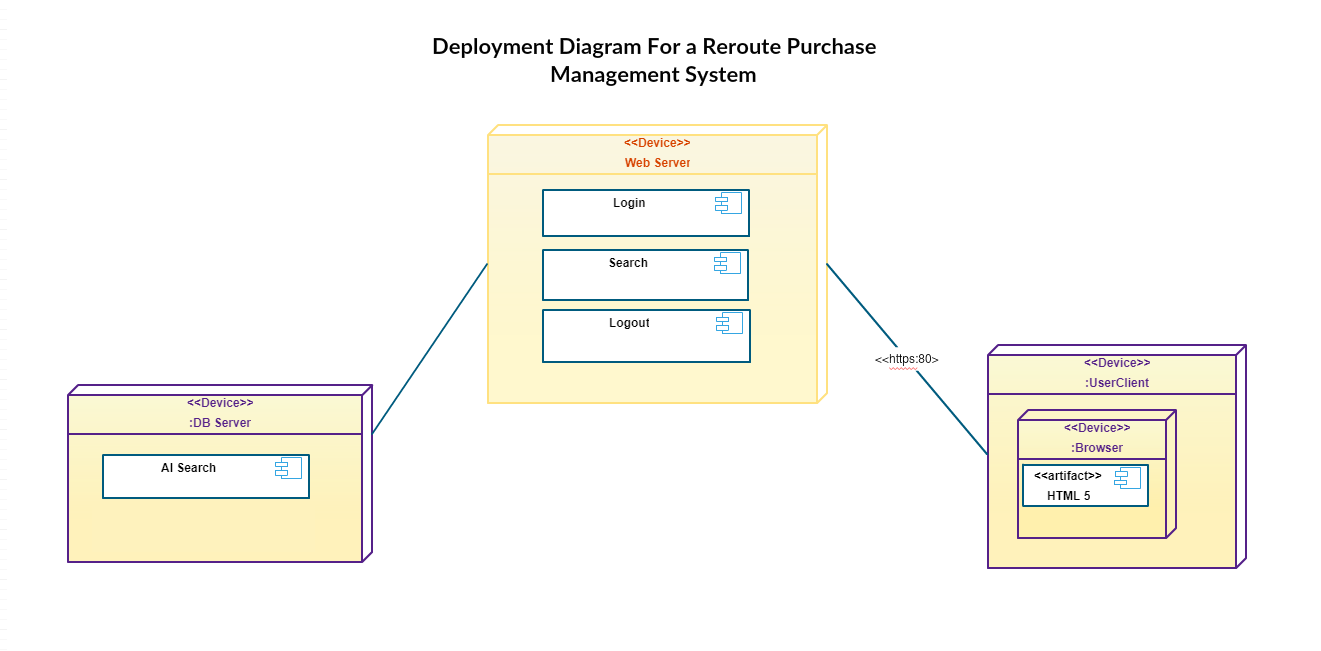 Deployment Diagram For a Reroute Purchase
Management System
<<Device>>
Web Server
Login
Search
Logout
<<https:80>
<<Device>>
:UserClient
<<Device>>
:Browser
<<artifact>>
HTML 5
<<Device>>
:DB Server
AI Search